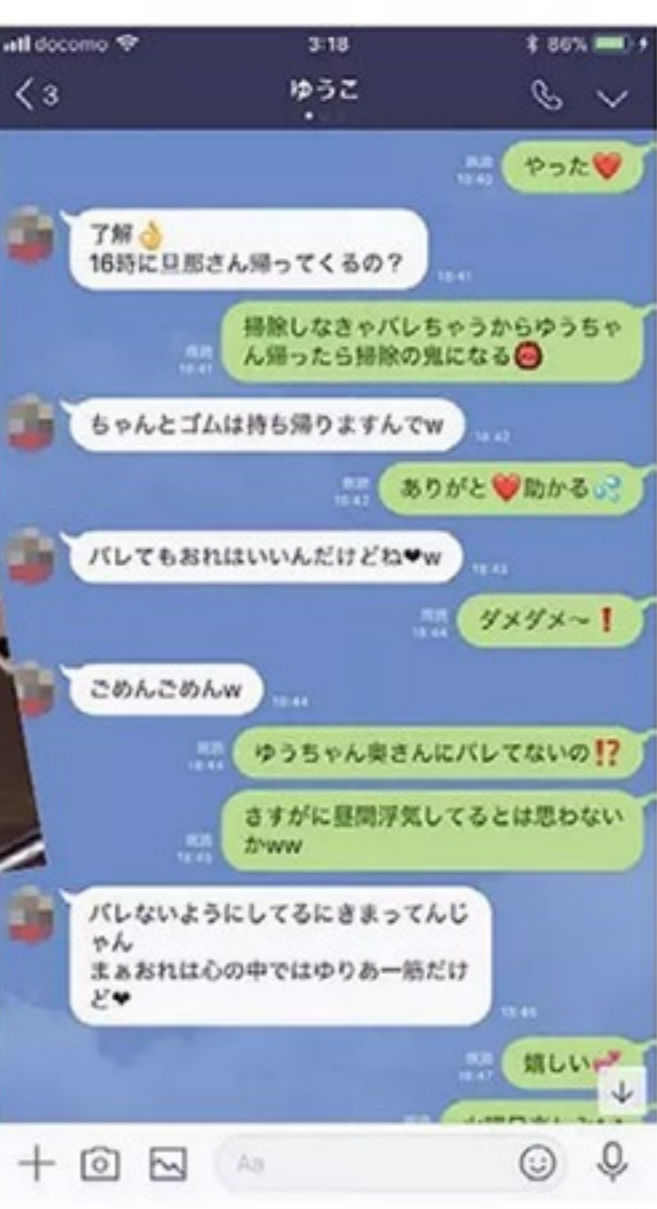 docomo 3:18 86%
3 ゆうこ
やった❤️
既読
18:40
了解👌
16時に旦那さん帰ってくるの？
18:41
掃除しなきゃバレちゃうからゆうちゃ
ん帰ったら掃除の鬼になる👹
既読
18:41
ちゃんとゴムは持ち帰りますんでw
18:42
ありがと❤️助かる💦
既読
18:42
バレてもおれはいいんだけどね❤w
18:43
ダメダメ〜❗
既読
18:44
ごめんごめんw
18:44
ゆうちゃん奥さんにバレてないの⁉️
既読
18:44
さすがに昼間浮気してるとは思わない
かww
既読
18:45
バレないようにしてるにきまってんじ
ゃん
まぁおれは心の中ではゆりあ一筋だけ
ど❤
18:46
嬉しい💕
既読
18:47
Aa